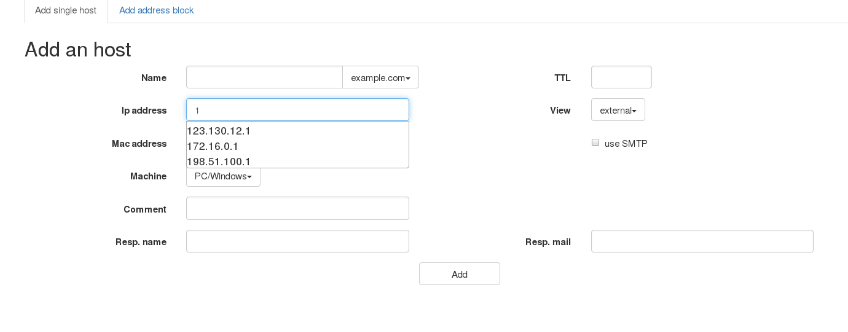 Add single host Add address block
Add an host
Name example.com TTL
Ip address 1 View external
123.130.12.1
Mac address 172.16.0.1 use SMTP
198.51.100.1
Machine PC/Windows
Comment
Resp. name Resp. mail
Add